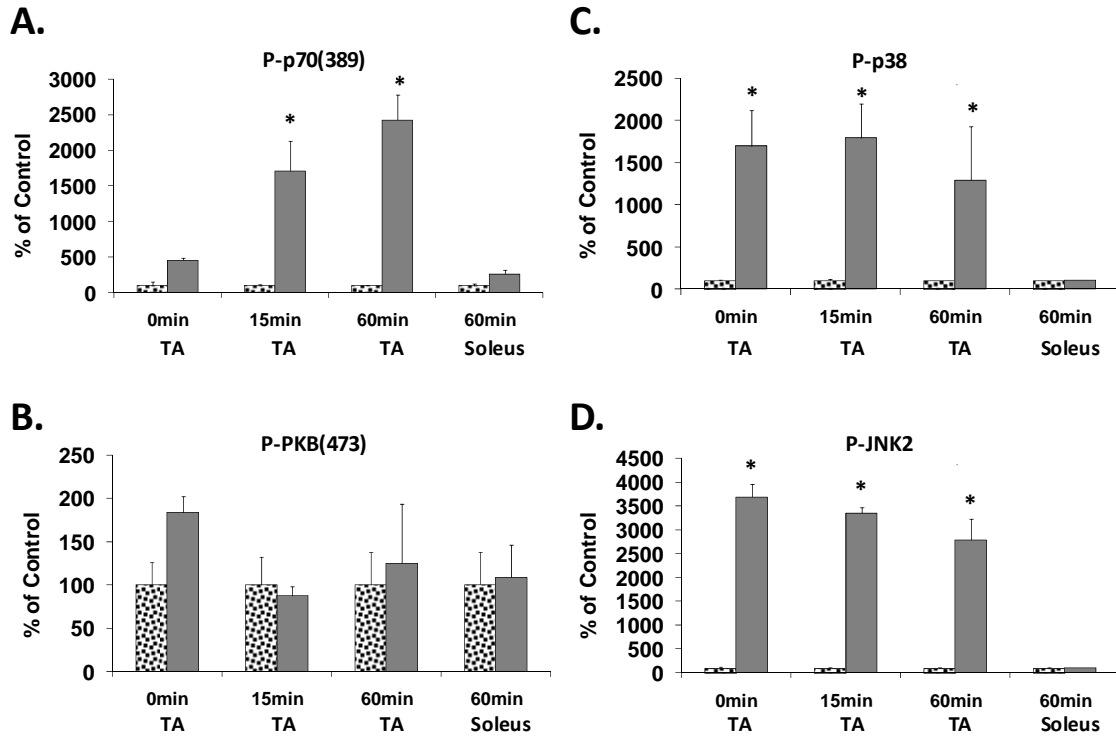 A.
P-p70(389)
% of Control
3000
2500
2000
1500
1000
500
0
*
*
0min 15min 60min 60min
TA TA TA Soleus
B.
P-PKB(473)
% of Control
250
200
150
100
50
0
0min 15min 60min 60min
TA TA TA Soleus
C.
P-p38
% of Control
2500
2000
1500
1000
500
0
* * *
0min 15min 60min 60min
TA TA TA Soleus
D.
P-JNK2
% of Control
4500
4000
3500
3000
2500
2000
1500
1000
500
0
* * *
0min 15min 60min 60min
TA TA TA Soleus